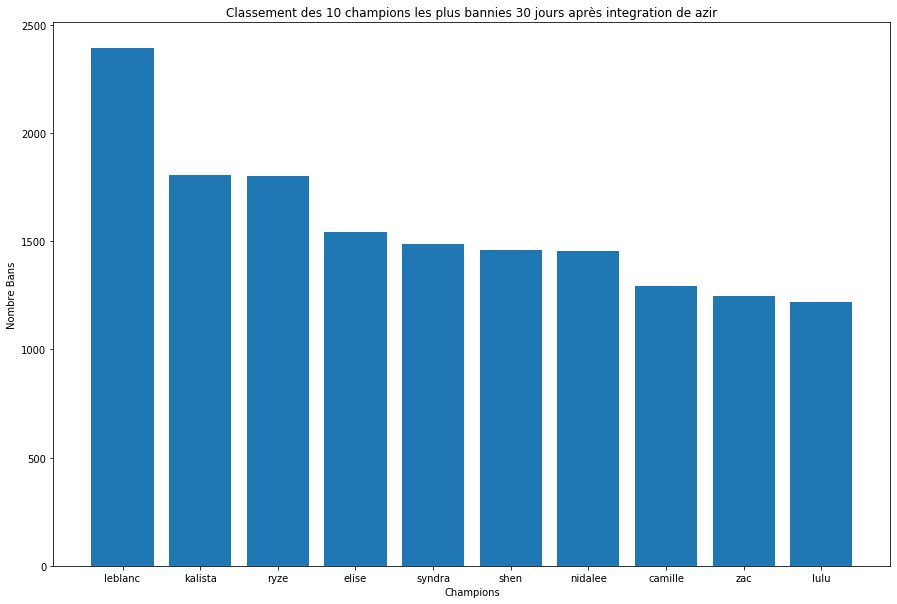 Classement des 10 champions les plus bannies 30 jours après integration de azir
2500
2000
1500
1000
500
0
Nombre Bans
leblanc kalista ryze elise syndra shen nidalee camille zac lulu
Champions